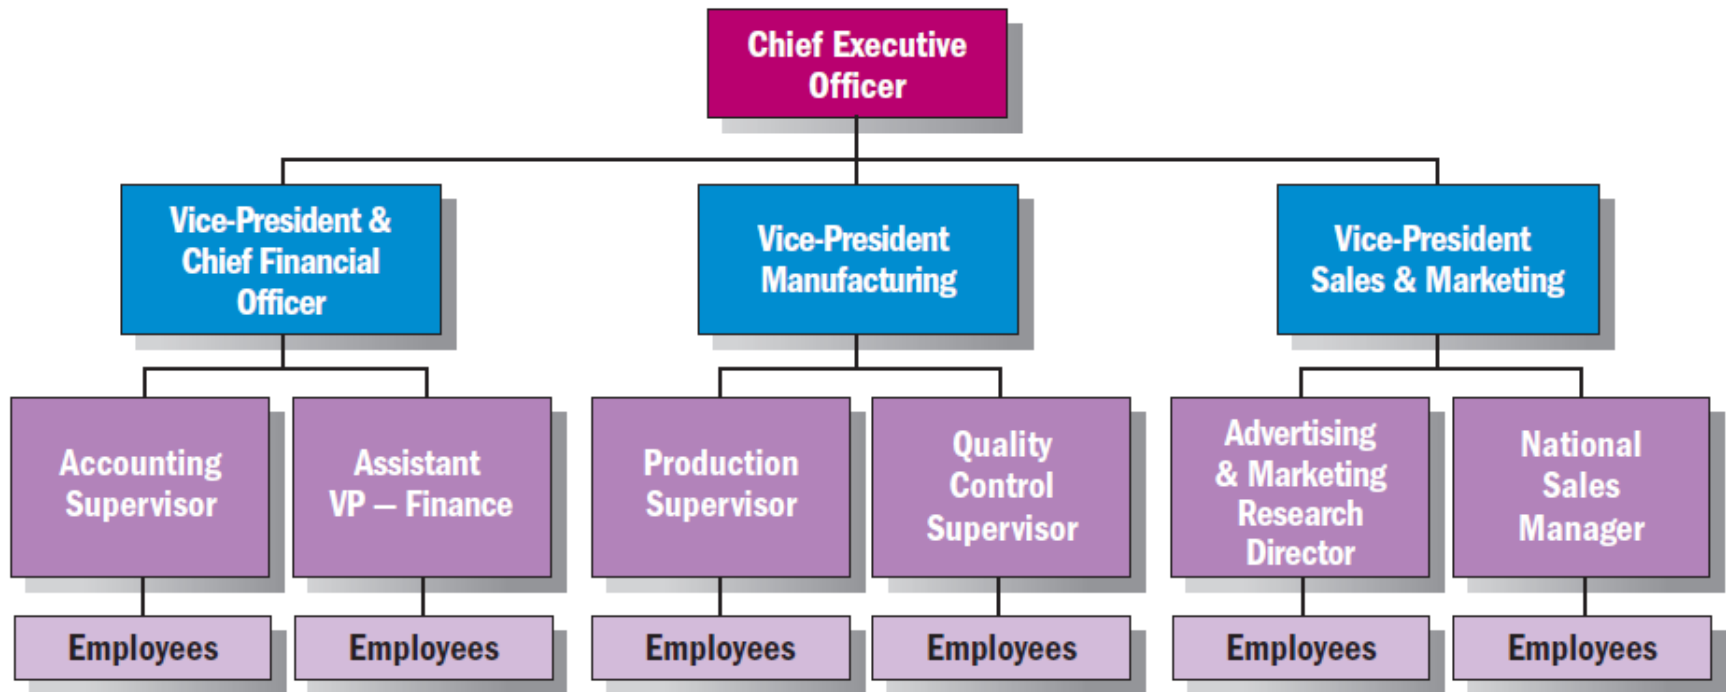 Chief Executive
Officer
Vice-President &
Chief Financial
Officer
Vice-President
Manufacturing
Vice-President
Sales & Marketing
Accounting
Supervisor
Assistant
VP — Finance
Production
Supervisor
Quality
Control
Supervisor
Advertising
& Marketing
Research
Director
National
Sales
Manager
Employees
Employees
Employees
Employees
Employees
Employees